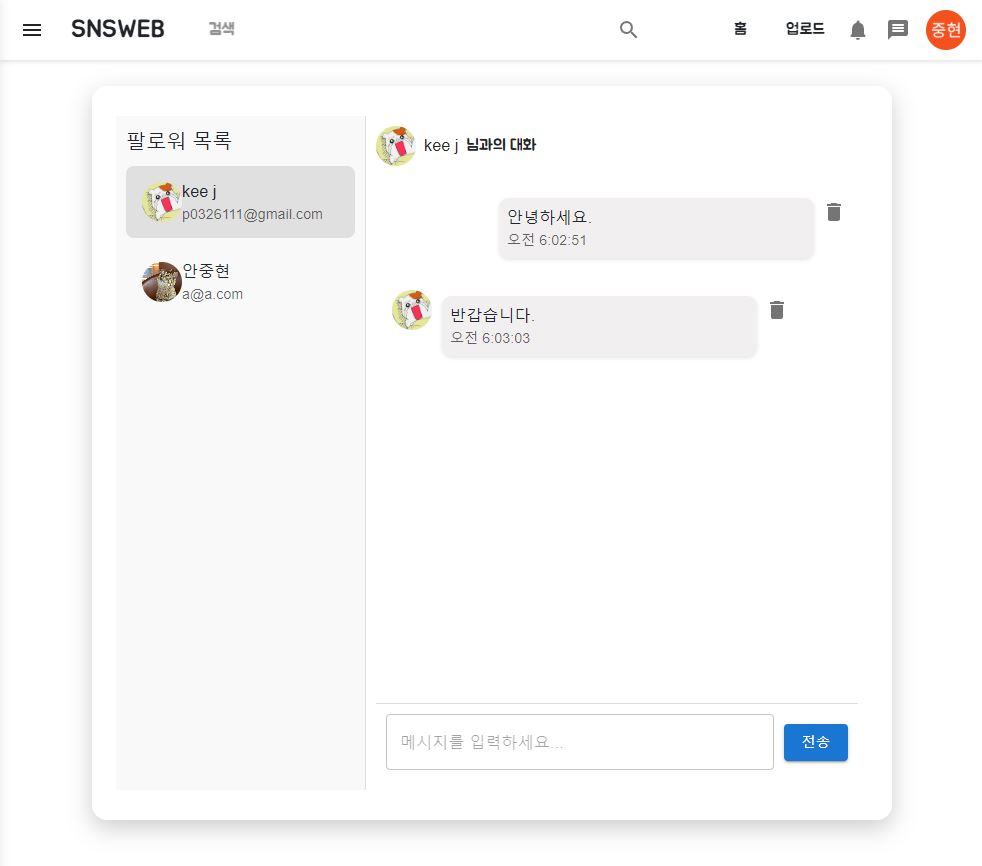 SNSWEB 검색 홈 업로드 중현
팔로워 목록
kee j
p0326111@gmail.com
안중현
a@a.com
kee j 님과의 대화
안녕하세요.
오전 6:02:51
반갑습니다.
오전 6:03:03
메시지를 입력하세요...
전송